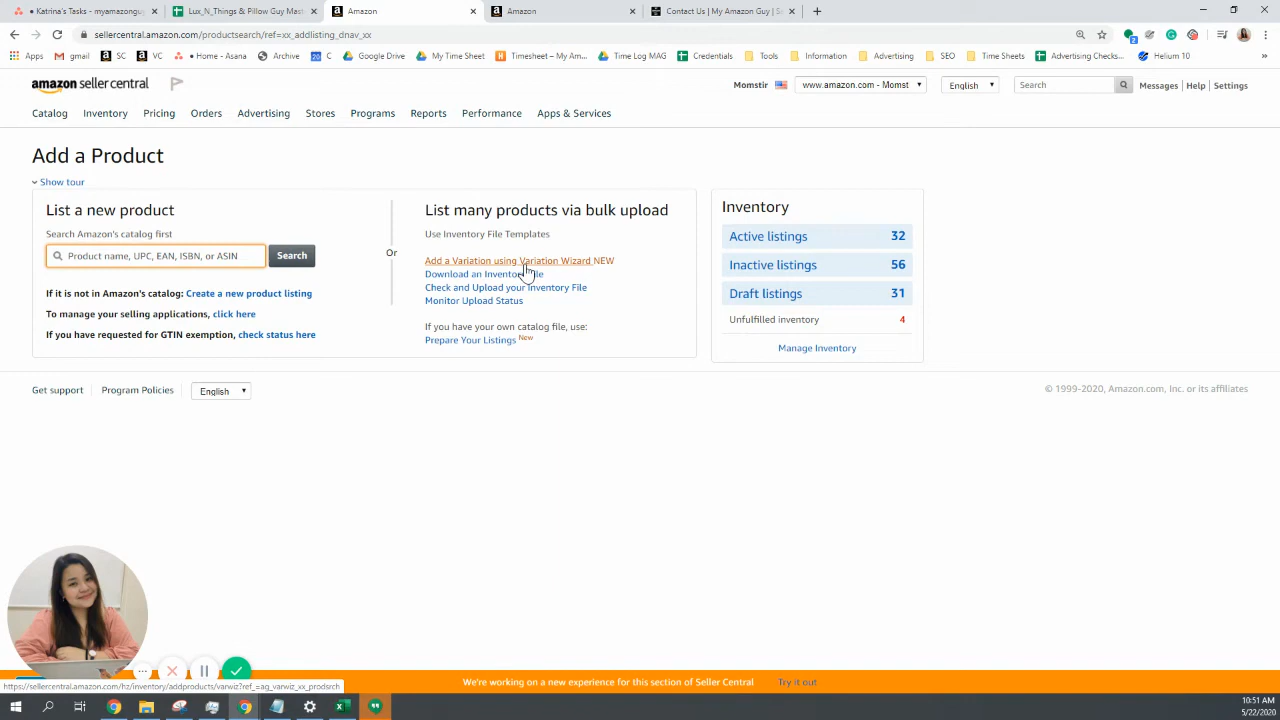 Katrina's Tasks - mymazonguy
Lux_N_Things & Pillow Guy Mast
Amazon
Amazon
Contact Us | My Amazon Guy | S
sellercentral.amazon.com/productsearch/ref=xx_addlisting_dnav_xx
Apps
gmail
SC
VC
Home - Asana
Archive
C
Google Drive
My Time Sheet
Timesheet – My Am...
Time Log MAG
Credentials
Tools
Information
Advertising
SEO
Time Sheets
Advertising Checks...
Helium 10
»
amazon seller central
Momstir
www.amazon.com - Momst
English
Search
Messages | Help | Settings
Catalog
Inventory
Pricing
Orders
Advertising
Stores
Programs
Reports
Performance
Apps & Services
Add a Product
Show tour
List a new product
Search Amazon's catalog first
Product name, UPC, EAN, ISBN, or ASIN
Search
If it is not in Amazon's catalog: Create a new product listing
To manage your selling applications, click here
If you have requested for GTIN exemption, check status here
Or
List many products via bulk upload
Use Inventory File Templates
Add a Variation using Variation Wizard NEW
Download an Inventory File
Check and Upload your Inventory File
Monitor Upload Status
If you have your own catalog file, use:
Prepare Your Listings New
Inventory
Active listings 32
Inactive listings 56
Draft listings 31
Unfulfilled inventory 4
Manage Inventory
Get support
Program Policies
English
© 1999-2020, Amazon.com, Inc. or its affiliates
We're working on a new experience for this section of Seller Central
Try it out
https://sellercentral.amazon.com/hz/inventory/addproducts/varwiz?ref_=ag_varwiz_xx_prodsrch
10:51 AM
5/22/2020